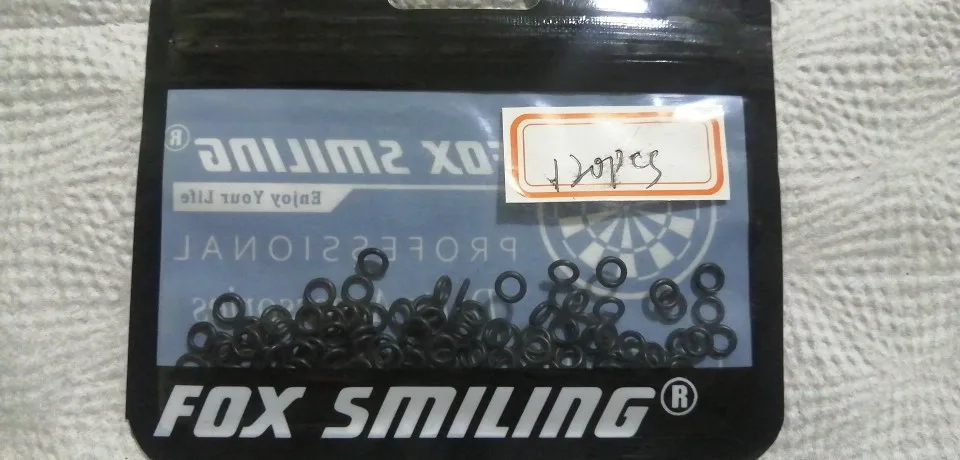 FOX SMILING®
Enjoy Your Life
120pcs
PROFESSIONAL
FOX SMILING®